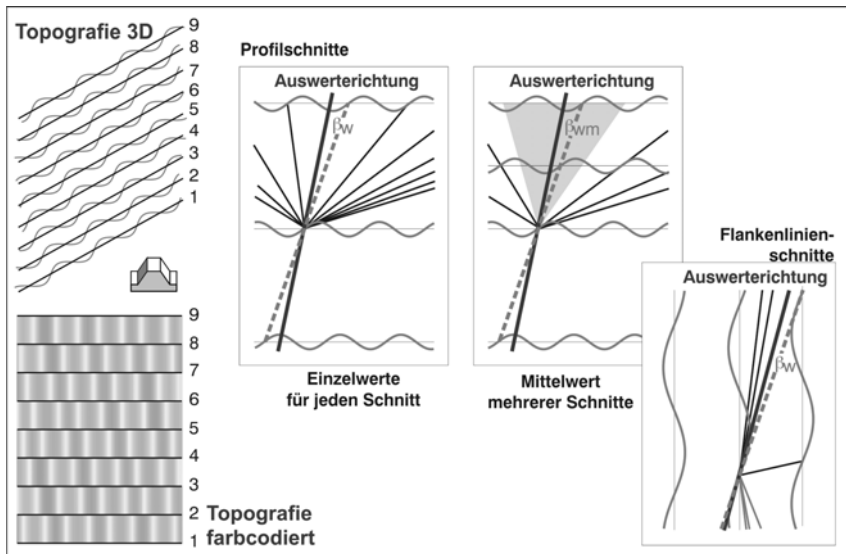 Topografie 3D
9
8
7
6
5
4
3
2
1
9
8
7
6
5
4
3
2
1
Topografie
farbcodiert
Profilschnitte
Auswerterichtung
βw
Einzelwerte
für jeden Schnitt
Auswerterichtung
βwm
Mittelwert
mehrerer Schnitte
Flankenlinien-
schnitte
Auswerterichtung
βw